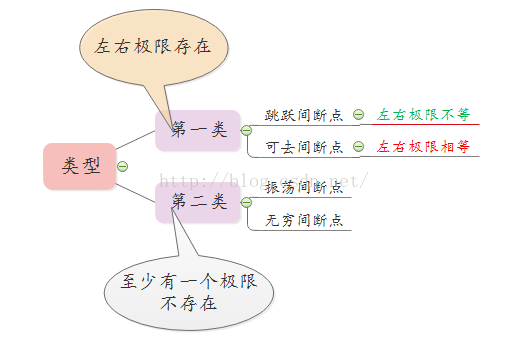 左右极限存在
类型
第一类
跳跃间断点
左右极限不等
可去间断点
左右极限相等
http://blog.csdn.net/
第二类
振荡间断点
无穷间断点
至少有一个极限
不存在